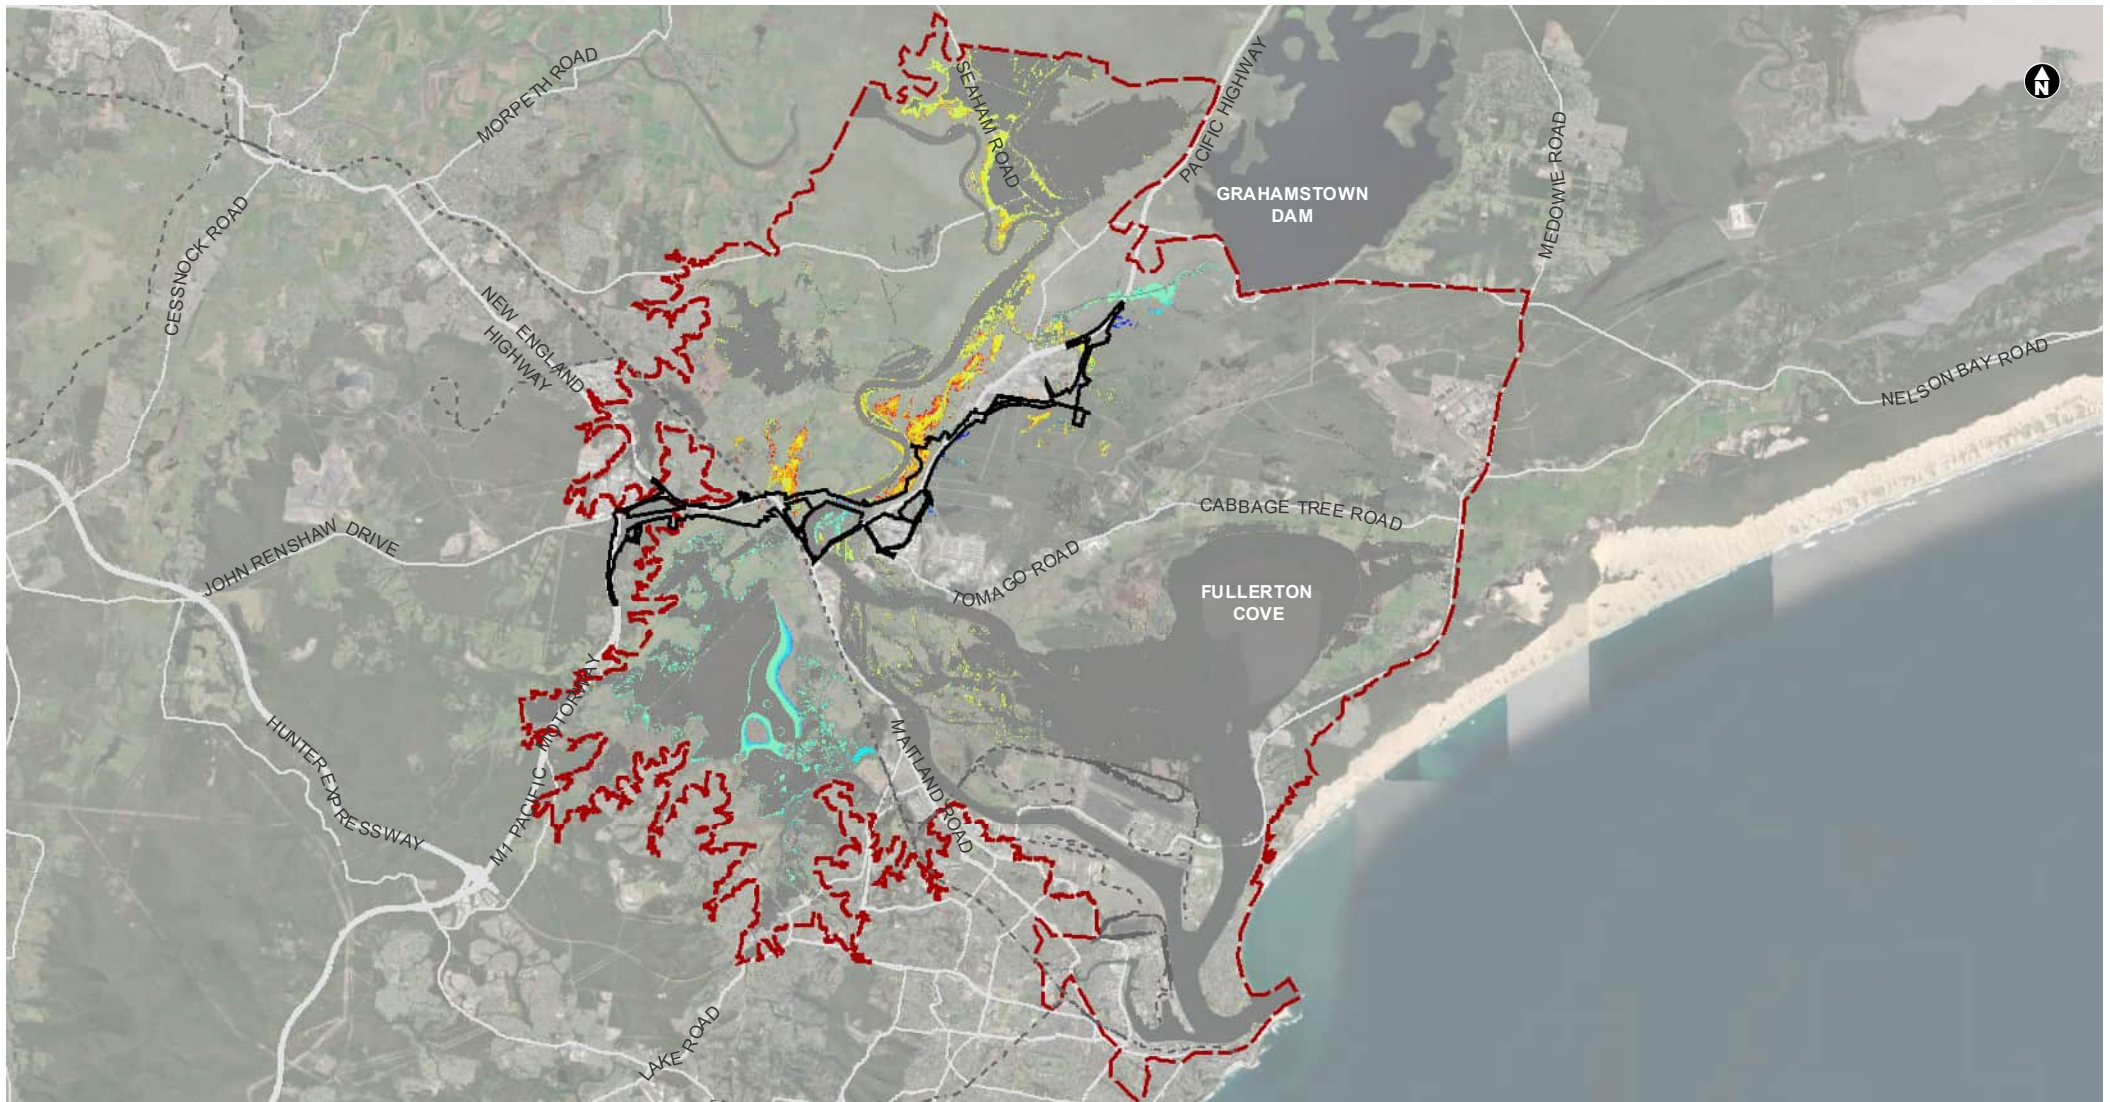 MORPETH ROAD
SEAHAM ROAD
PACIFIC HIGHWAY
N
GRAHAMSTOWN
DAM
MEDOWIE ROAD
CESSNOCK ROAD
NEW ENGLAND
HIGHWAY
NELSON BAY ROAD
CABBAGE TREE ROAD
JOHN RENSHAW DRIVE
TOMAGO ROAD
FULLERTON
COVE
HUNTER EXPRESSWAY
M1 PACIFIC MOTORWAY
MAITLAND ROAD
LAKE ROAD